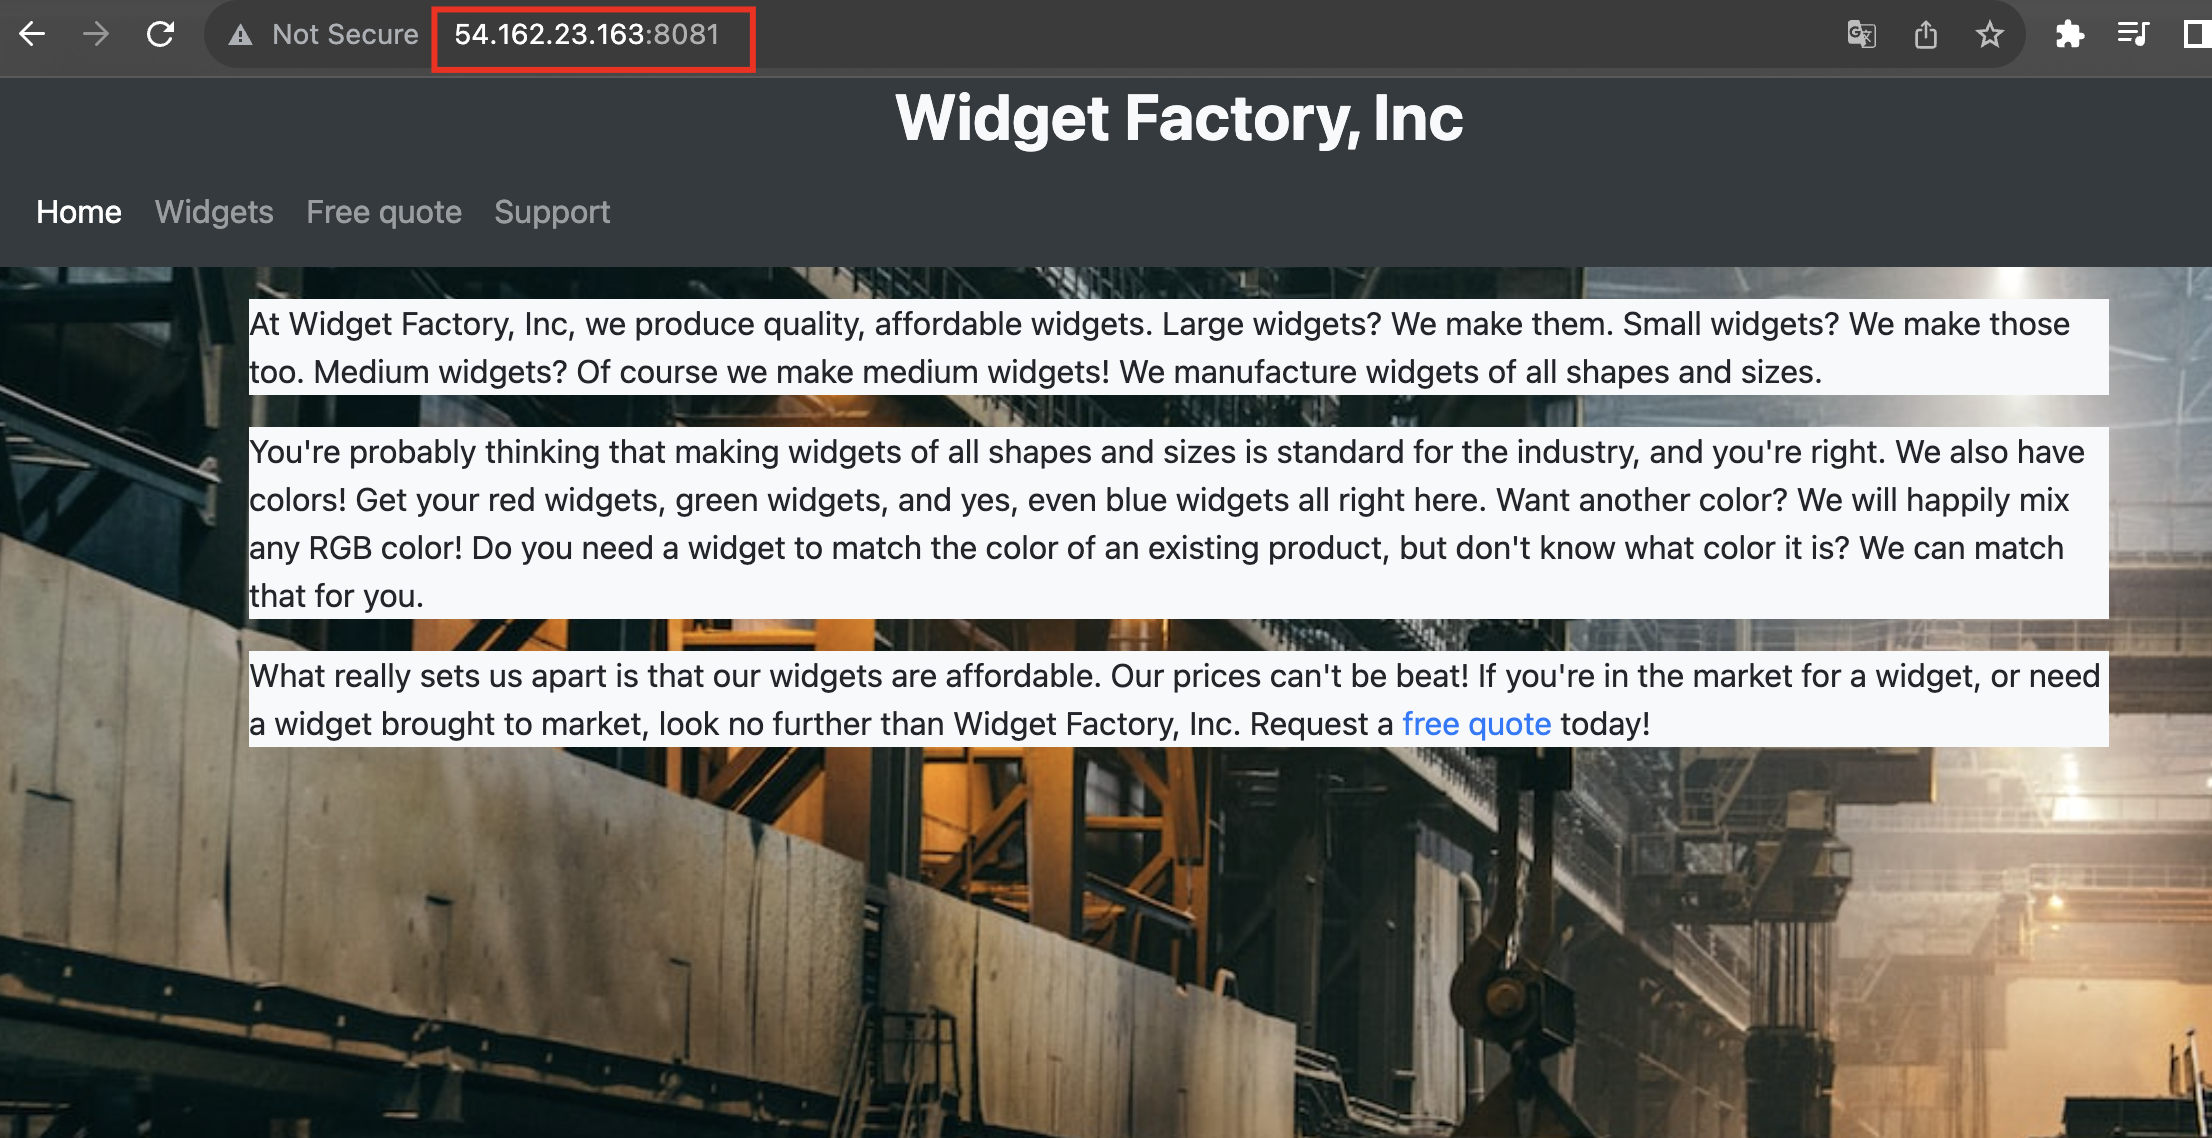 Not Secure 54.162.23.163:8081
Widget Factory, Inc
Home Widgets Free quote Support
At Widget Factory, Inc, we produce quality, affordable widgets. Large widgets? We make them. Small widgets? We make those
too. Medium widgets? Of course we make medium widgets! We manufacture widgets of all shapes and sizes.
You're probably thinking that making widgets of all shapes and sizes is standard for the industry, and you're right. We also have
colors! Get your red widgets, green widgets, and yes, even blue widgets all right here. Want another color? We will happily mix
any RGB color! Do you need a widget to match the color of an existing product, but don't know what color it is? We can match
that for you.
What really sets us apart is that our widgets are affordable. Our prices can't be beat! If you're in the market for a widget, or need
a widget brought to market, look no further than Widget Factory, Inc. Request a free quote today!